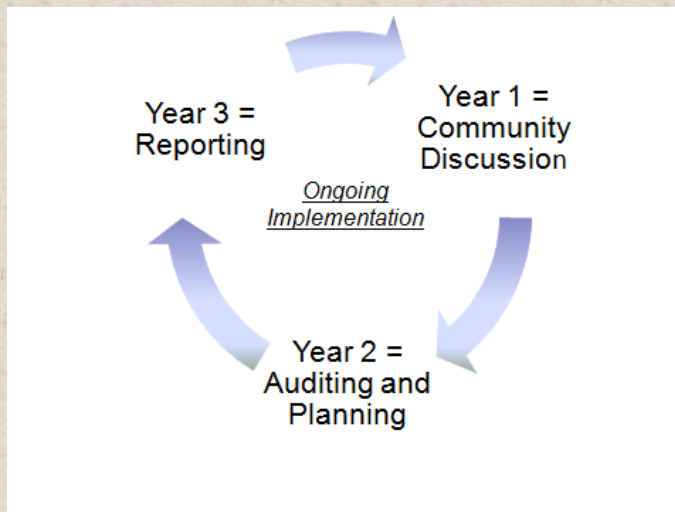 Year 1 =
Community
Discussion
Year 2 =
Auditing and
Planning
Year 3 =
Reporting
Ongoing
Implementation